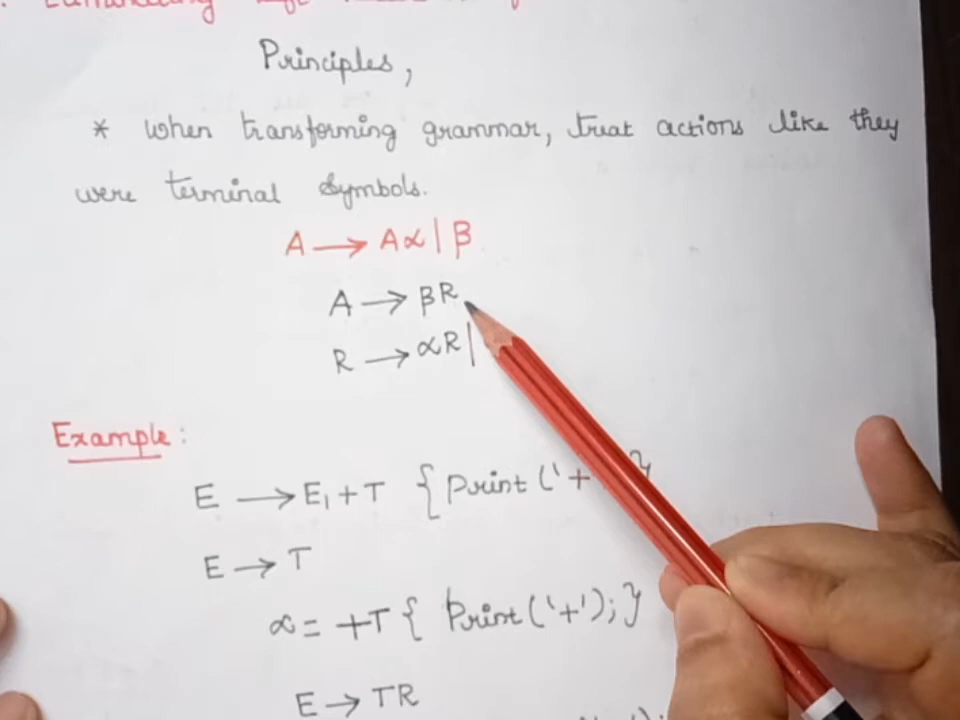 Principles,
* When transforming grammar, treat actions like they
were terminal symbols.
A → Aα | β
A → βR
R → αR |
Example:
E → E₁ + T { Print ('+ }
E → T
α = +T { Print ('+'); }
E → TR